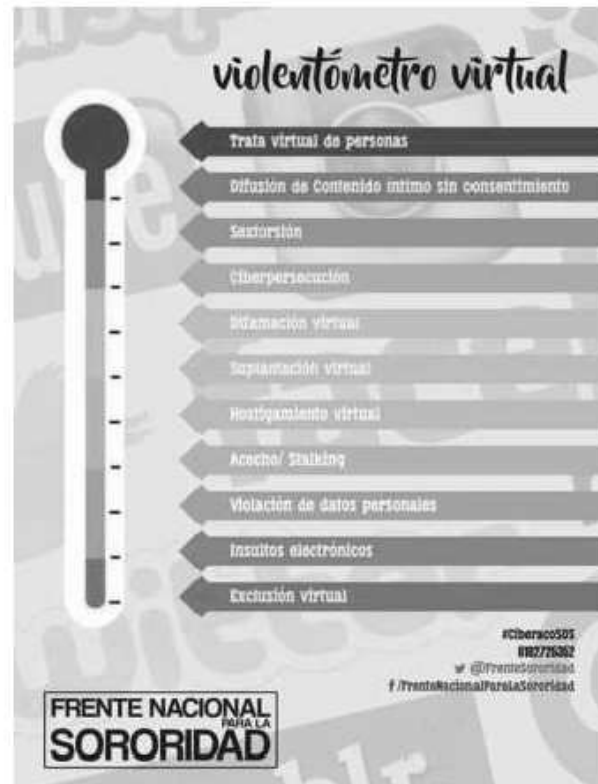 violentómetro virtual
Trata virtual de personas
Difusión de Contenido íntimo sin consentimiento
Sextorsión
Ciberpersecución
Difamación virtual
Suplantación virtual
Hostigamiento virtual
Acecho/ Stalking
Violación de datos personales
Insultos electrónicos
Exclusión virtual
#CiberacoSOS
@FrenteSororidad
f /FrenteNacionalParaLaSororidad
FRENTE NACIONAL
PARA LA
SORORIDAD